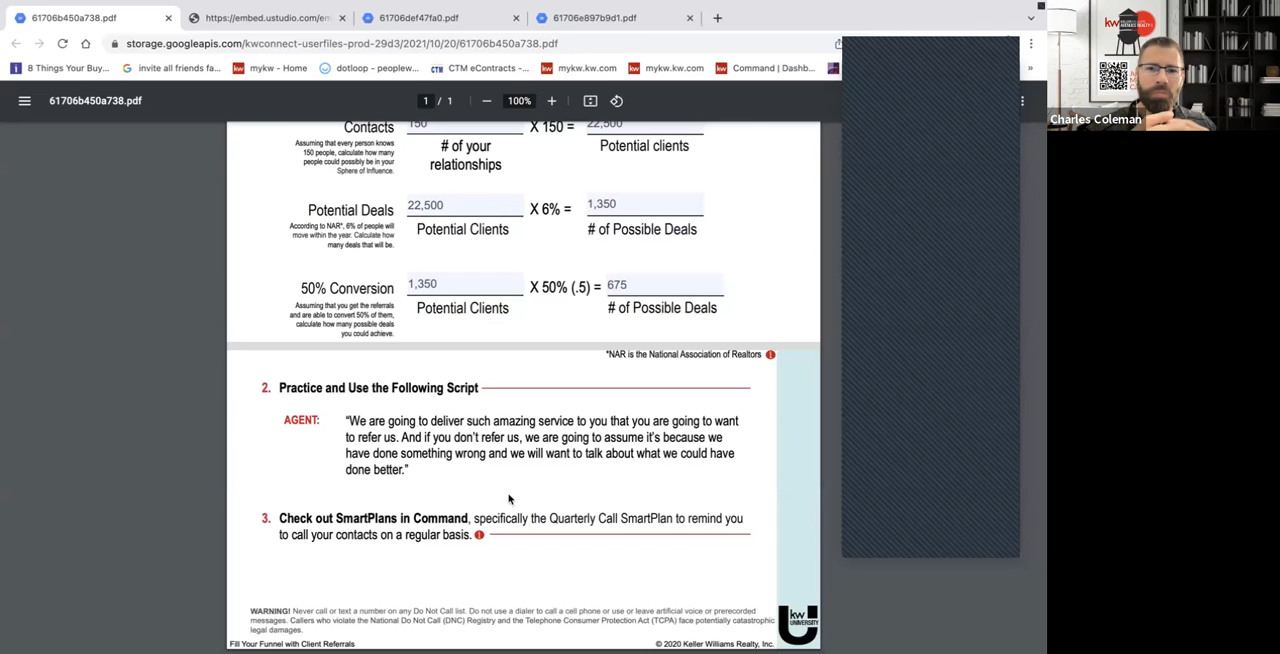 61706b450a738.pdf
https://embed.ustudio.com/em
61706def47fa0.pdf
61706e897b9d1.pdf
storage.googleapis.com/kwconnect-userfiles-prod-29d3/2021/10/20/61706b450a738.pdf
8 Things Your Buy...
invite all friends fa...
kw mykw - Home
dotloop - peoplew...
CTM CTM eContracts -...
kw mykw.kw.com
kw mykw.kw.com
kw Command | Dashb...
»
61706b450a738.pdf
1 / 1
100%
kw
Charles Coleman
Contacts
150
X 150 =
22,500
Assuming that every person knows
150 people, calculate how many
people could possibly be in your
Sphere of Influence.
# of your
relationships
Potential clients
Potential Deals
22,500
X 6% =
1,350
According to NAR*, 6% of people will
move within the year. Calculate how
many deals that will be.
Potential Clients
# of Possible Deals
50% Conversion
1,350
X 50% (.5) =
675
Assuming that you get the referrals
and are able to convert 50% of them,
calculate how many possible deals
you could achieve.
Potential Clients
# of Possible Deals
*NAR is the National Association of Realtors
2. Practice and Use the Following Script
AGENT:
“We are going to deliver such amazing service to you that you are going to want
to refer us. And if you don’t refer us, we are going to assume it’s because we
have done something wrong and we will want to talk about what we could have
done better.”
3. Check out SmartPlans in Command, specifically the Quarterly Call SmartPlan to remind you
to call your contacts on a regular basis.
WARNING! Never call or text a number on any Do Not Call list. Do not use a dialer to call a cell phone or use or leave artificial voice or prerecorded
messages. Callers who violate the National Do Not Call (DNC) Registry and the Telephone Consumer Protection Act (TCPA) face potentially catastrophic
legal damages.
kw
UNIVERSITY
Fill Your Funnel with Client Referrals
© 2020 Keller Williams Realty, Inc.